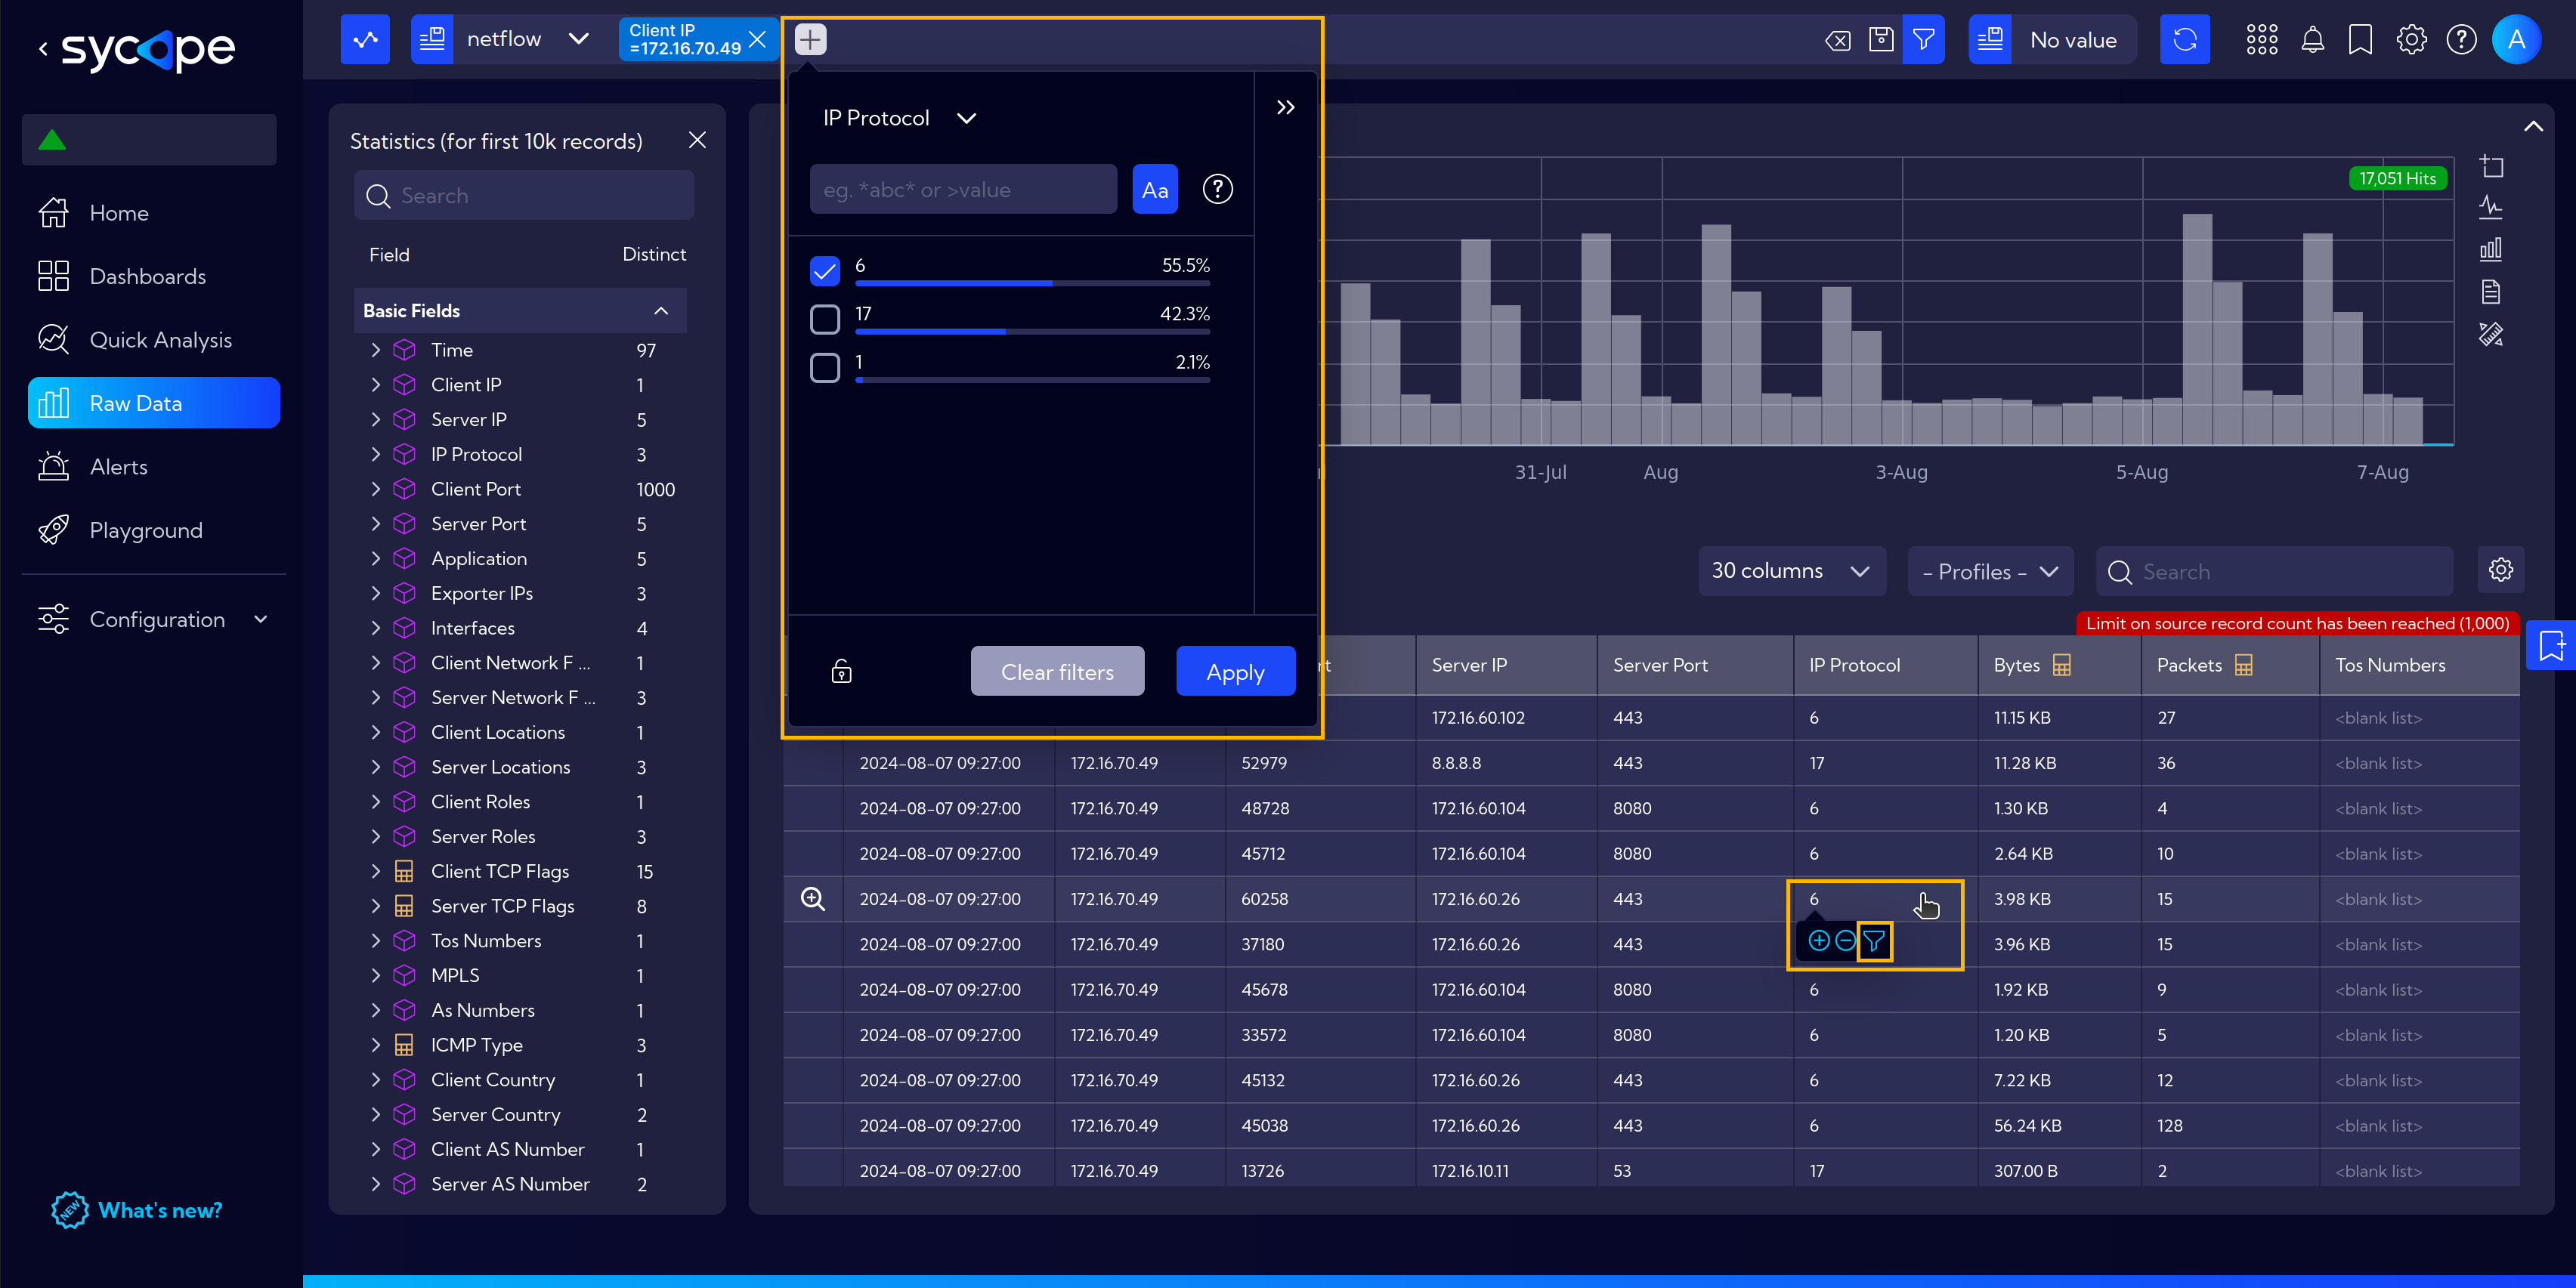 sycope
Home
Dashboards
Quick Analysis
Raw Data
Alerts
Playground
Configuration
NEW What's new?
netflow
Client IP
=172.16.70.49
No value
A
Statistics (for first 10k records)
Search
Field Distinct
Basic Fields
Time 97
Client IP 1
Server IP 5
IP Protocol 3
Client Port 1000
Server Port 5
Application 5
Exporter IPs 3
Interfaces 4
Client Network F ... 1
Server Network F ... 3
Client Locations 1
Server Locations 3
Client Roles 1
Server Roles 3
Client TCP Flags 15
Server TCP Flags 8
Tos Numbers 1
MPLS 1
As Numbers 1
ICMP Type 3
Client Country 1
Server Country 2
Client AS Number 1
Server AS Number 2
IP Protocol
eg. *abc* or >value Aa ?
6 55.5%
17 42.3%
1 2.1%
Clear filters Apply
17,051 Hits
31-Jul Aug 3-Aug 5-Aug 7-Aug
30 columns - Profiles - Search
Limit on source record count has been reached (1,000)
Server IP Server Port IP Protocol Bytes Packets Tos Numbers
172.16.60.102 443 6 11.15 KB 27 <blank list>
2024-08-07 09:27:00 172.16.70.49 52979 8.8.8.8 443 17 11.28 KB 36 <blank list>
2024-08-07 09:27:00 172.16.70.49 48728 172.16.60.104 8080 6 1.30 KB 4 <blank list>
2024-08-07 09:27:00 172.16.70.49 45712 172.16.60.104 8080 6 2.64 KB 10 <blank list>
2024-08-07 09:27:00 172.16.70.49 60258 172.16.60.26 443 6 3.98 KB 15 <blank list>
2024-08-07 09:27:00 172.16.70.49 37180 172.16.60.26 443 3.96 KB 15 <blank list>
2024-08-07 09:27:00 172.16.70.49 45678 172.16.60.104 8080 6 1.92 KB 9 <blank list>
2024-08-07 09:27:00 172.16.70.49 33572 172.16.60.104 8080 6 1.20 KB 5 <blank list>
2024-08-07 09:27:00 172.16.70.49 45132 172.16.60.26 443 6 7.22 KB 12 <blank list>
2024-08-07 09:27:00 172.16.70.49 45038 172.16.60.26 443 6 56.24 KB 128 <blank list>
2024-08-07 09:27:00 172.16.70.49 13726 172.16.10.11 53 17 307.00 B 2 <blank list>